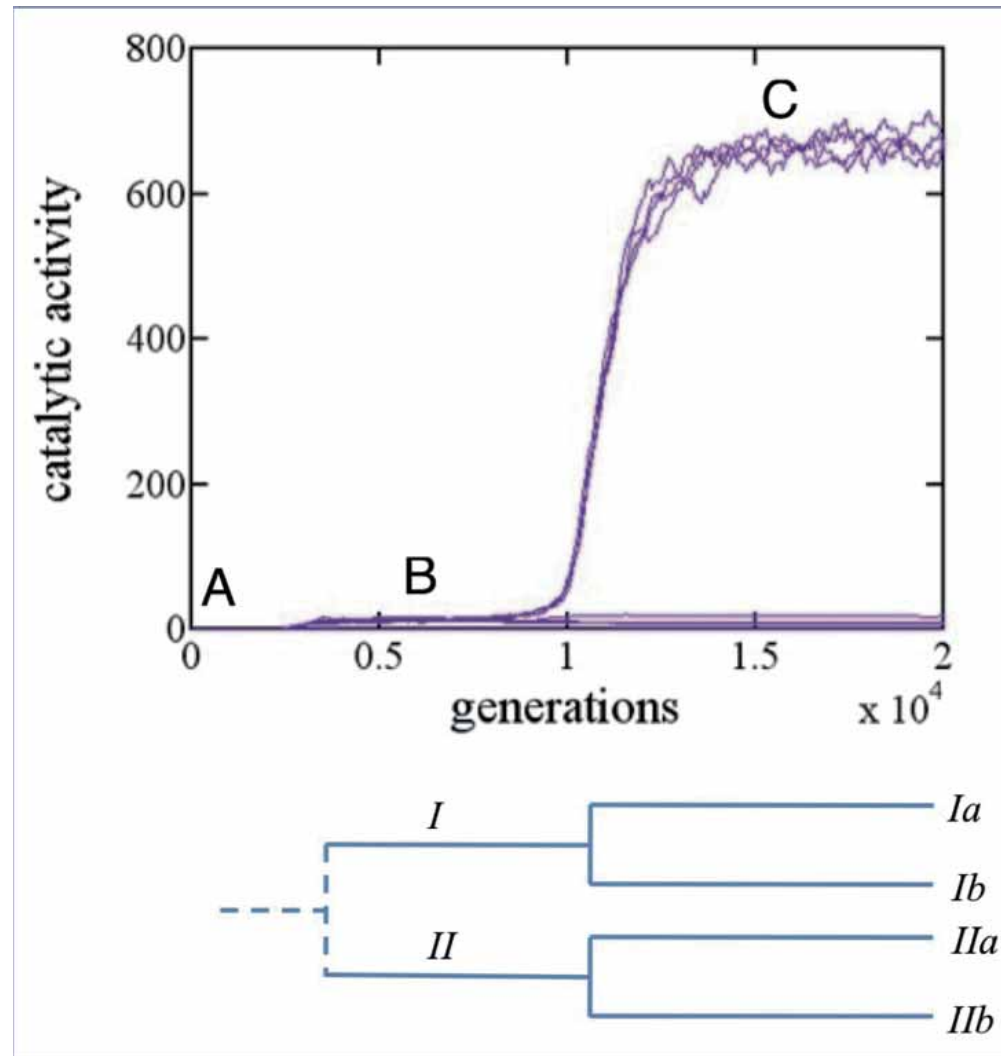 800
C
600
catalytic activity
400
200
A
B
0
0
0.5
1
1.5
2
generations
x 10^4
I
Ia
Ib
II
IIa
IIb